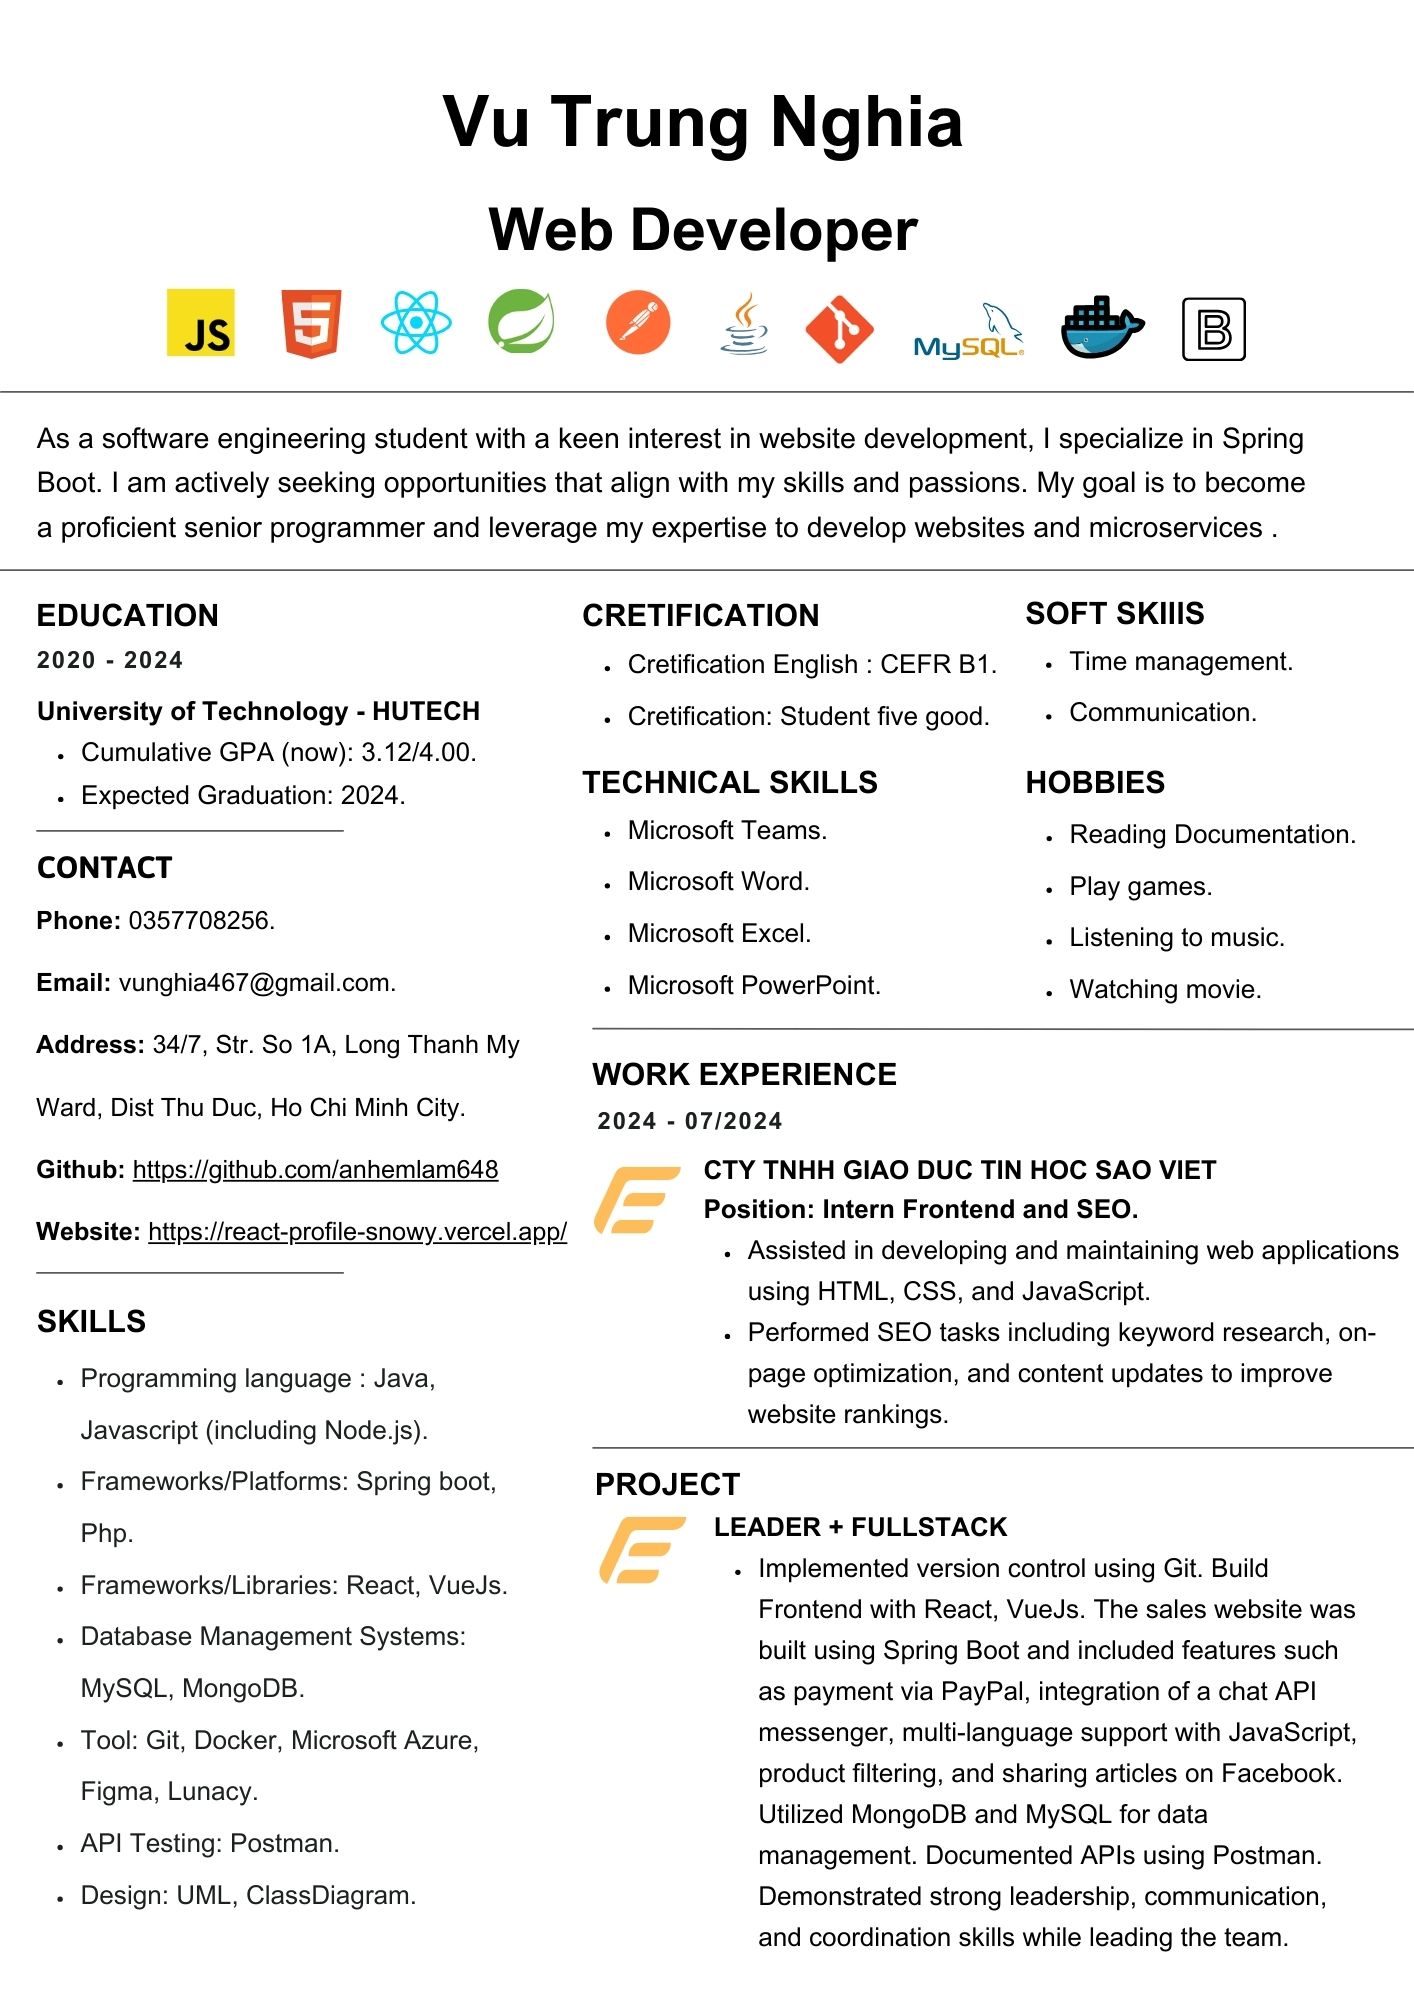 Vu Trung Nghia
Web Developer
JS
5
MySQL
B
As a software engineering student with a keen interest in website development, I specialize in Spring
Boot. I am actively seeking opportunities that align with my skills and passions. My goal is to become
a proficient senior programmer and leverage my expertise to develop websites and microservices .
EDUCATION
2020 - 2024
University of Technology - HUTECH
• Cumulative GPA (now): 3.12/4.00.
• Expected Graduation: 2024.
CONTACT
Phone: 0357708256.
Email: vunghia467@gmail.com.
Address: 34/7, Str. So 1A, Long Thanh My
Ward, Dist Thu Duc, Ho Chi Minh City.
Github: https://github.com/anhemlam648
Website: https://react-profile-snowy.vercel.app/
SKILLS
• Programming language : Java,
Javascript (including Node.js).
• Frameworks/Platforms: Spring boot,
Php.
• Frameworks/Libraries: React, VueJs.
• Database Management Systems:
MySQL, MongoDB.
• Tool: Git, Docker, Microsoft Azure,
Figma, Lunacy.
• API Testing: Postman.
• Design: UML, ClassDiagram.
CRETIFICATION
• Cretification English : CEFR B1.
• Cretification: Student five good.
TECHNICAL SKILLS
• Microsoft Teams.
• Microsoft Word.
• Microsoft Excel.
• Microsoft PowerPoint.
SOFT SKIIIS
• Time management.
• Communication.
HOBBIES
• Reading Documentation.
• Play games.
• Listening to music.
• Watching movie.
WORK EXPERIENCE
2024 - 07/2024
CTY TNHH GIAO DUC TIN HOC SAO VIET
Position: Intern Frontend and SEO.
• Assisted in developing and maintaining web applications
using HTML, CSS, and JavaScript.
• Performed SEO tasks including keyword research, on-
page optimization, and content updates to improve
website rankings.
PROJECT
LEADER + FULLSTACK
• Implemented version control using Git. Build
Frontend with React, VueJs. The sales website was
built using Spring Boot and included features such
as payment via PayPal, integration of a chat API
messenger, multi-language support with JavaScript,
product filtering, and sharing articles on Facebook.
Utilized MongoDB and MySQL for data
management. Documented APIs using Postman.
Demonstrated strong leadership, communication,
and coordination skills while leading the team.